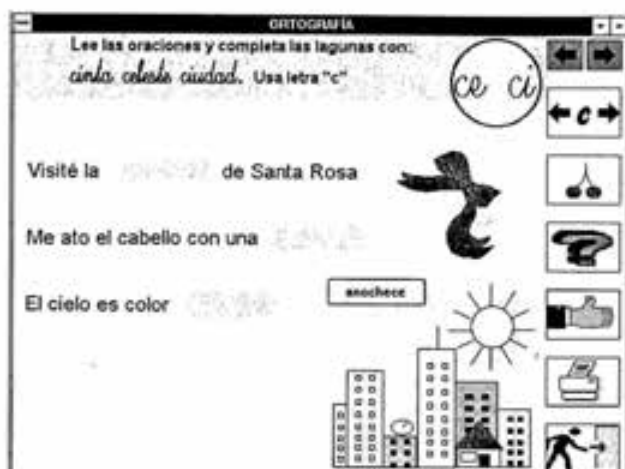 ORTOGRAFIA
Lee las oraciones y completa las lagunas con:
cinta celeste ciudad. Usa letra "c"
ce ci
c
Visité la de Santa Rosa
Me ato el cabello con una
El cielo es color
anochece